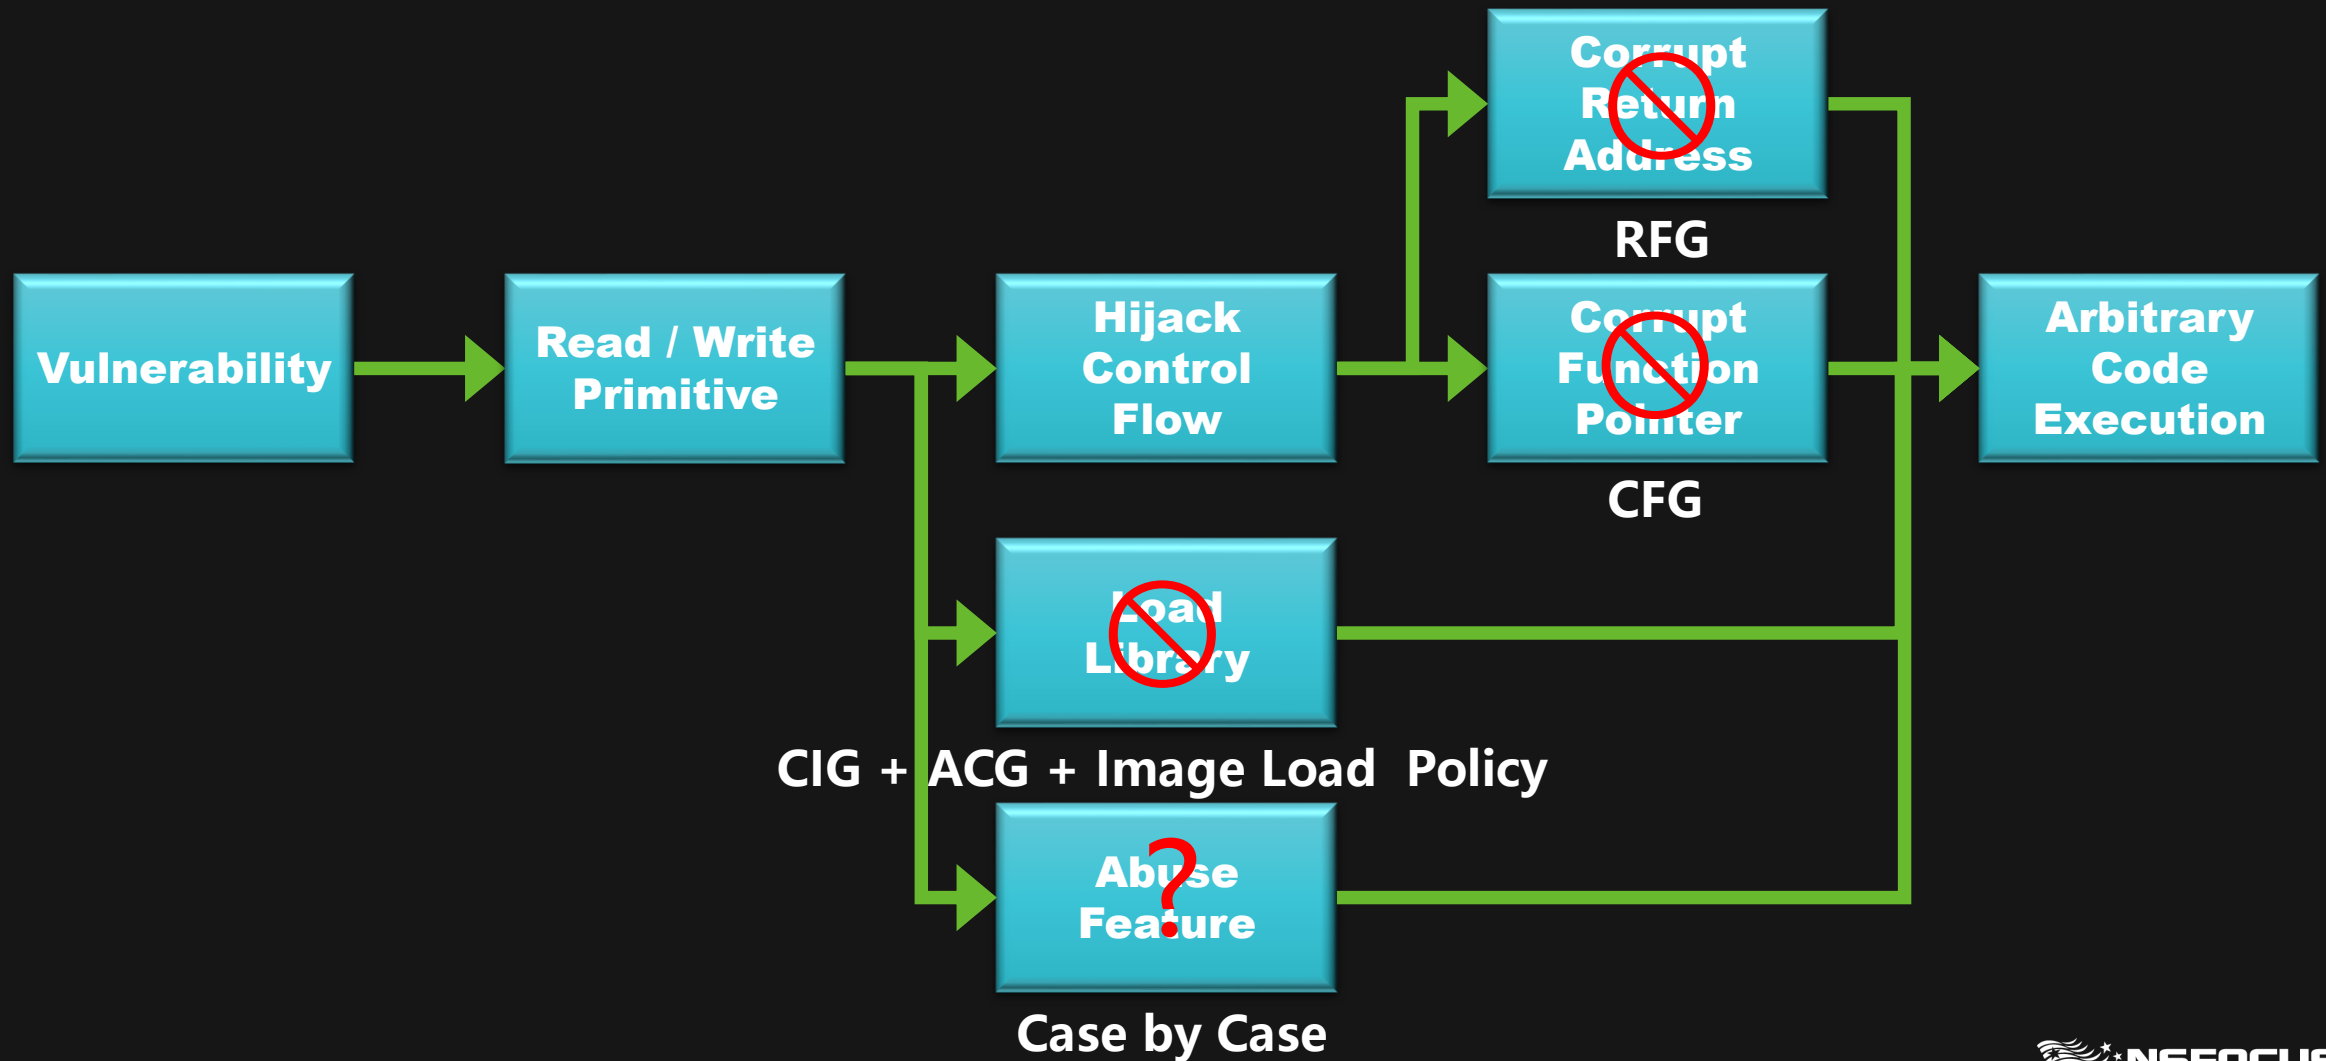 Corrupt
Return
Address
RFG
Vulnerability
Read / Write
Primitive
Hijack
Control
Flow
Corrupt
Function
Pointer
CFG
Arbitrary
Code
Execution
Load
Library
CIG + ACG + Image Load  Policy
Abuse
Feature
?
Case by Case
NSFOCUS